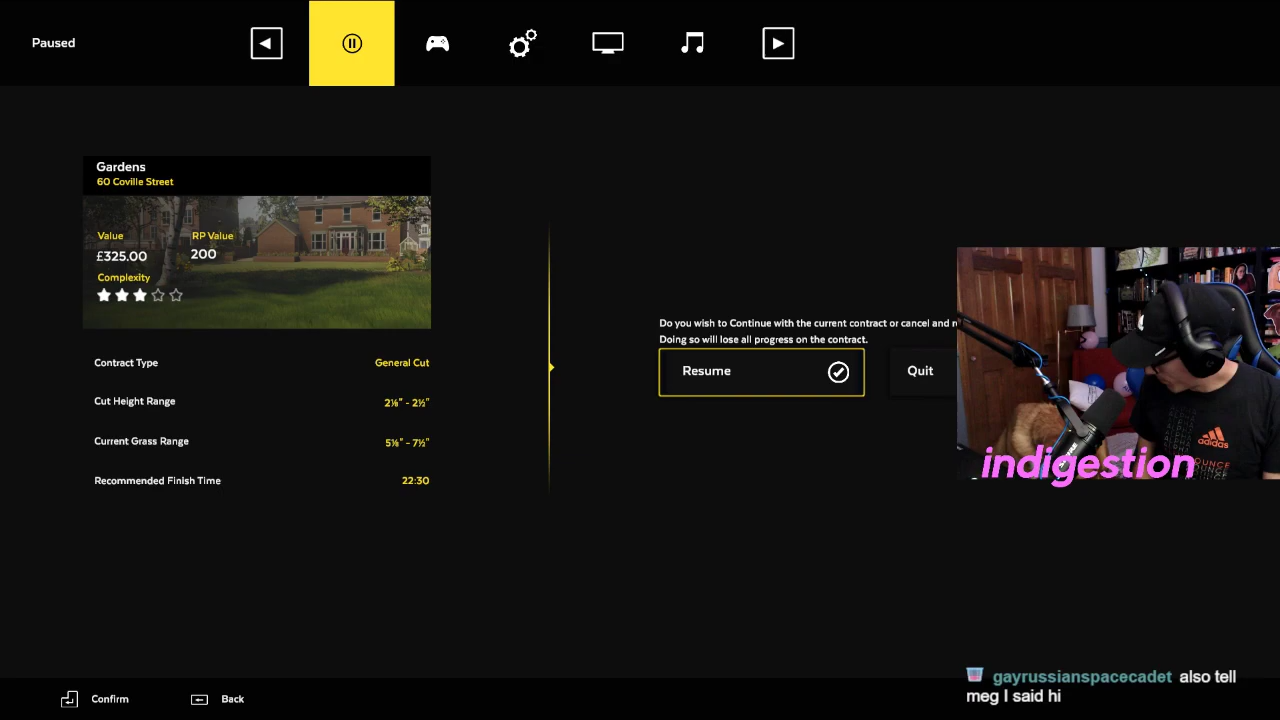 Paused
Gardens
60 Coville Street
Value
RP Value
£325.00
200
Complexity
Contract Type
General Cut
Cut Height Range
2⅛" - 2½"
Current Grass Range
5⅛" - 7½"
Recommended Finish Time
22:30
Do you wish to Continue with the current contract or cancel and
Doing so will lose all progress on the contract.
Resume
Quit
adidas
indigestion
gayrussianspacecadet also tell
meg I said hi
Confirm
Back